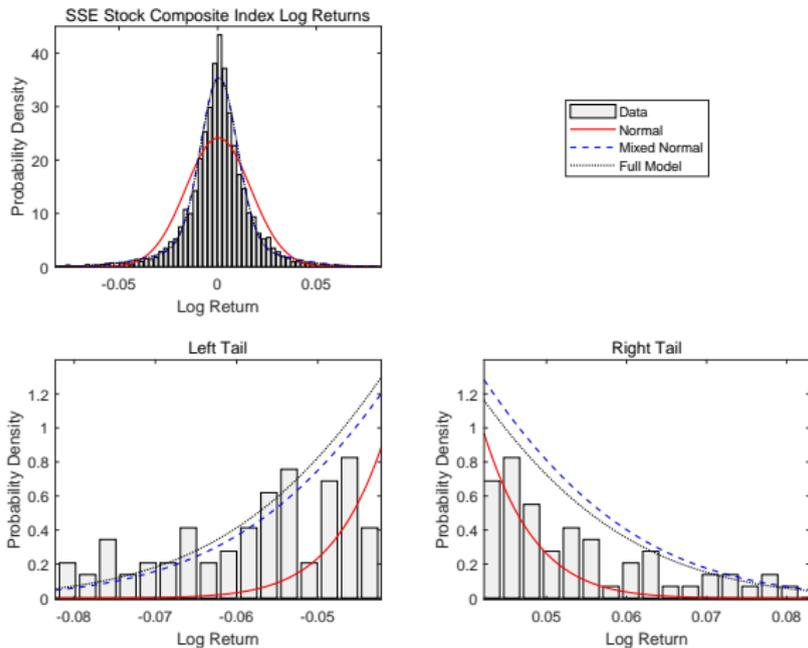 SSE Stock Composite Index Log Returns
Probability Density
40
30
20
10
0
-0.05
0
0.05
Log Return
Data
Normal
Mixed Normal
Full Model
Left Tail
Probability Density
1.2
1
0.8
0.6
0.4
0.2
0
-0.08
-0.07
-0.06
-0.05
Log Return
Right Tail
Probability Density
1.2
1
0.8
0.6
0.4
0.2
0
0.05
0.06
0.07
0.08
Log Return